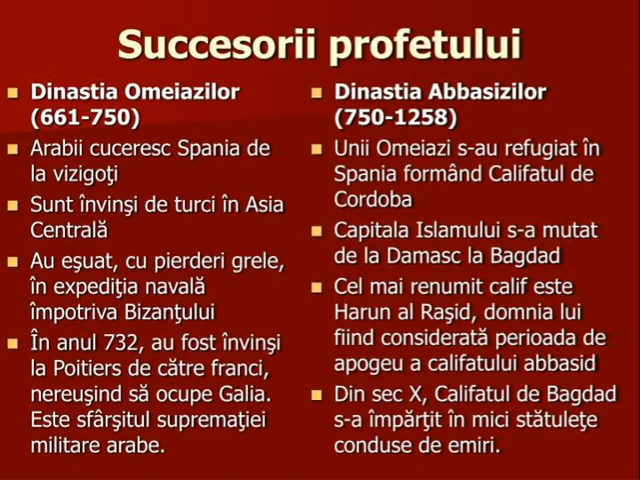 Succesorii profetului
Dinastia Omeiazilor
(661-750)
Arabii cuceresc Spania de
la vizigoţi
Sunt învinşi de turci în Asia
Centrală
Au eşuat, cu pierderi grele,
în expediţia navală
împotriva Bizanţului
În anul 732, au fost învinşi
la Poitiers de către franci,
nereuşind să ocupe Galia.
Este sfârşitul supremaţiei
militare arabe.
Dinastia Abbasizilor
(750-1258)
Unii Omeiazi s-au refugiat în
Spania formând Califatul de
Cordoba
Capitala Islamului s-a mutat
de la Damasc la Bagdad
Cel mai renumit calif este
Harun al Raşid, domnia lui
fiind considerată perioada de
apogeu a califatului abbasid
Din sec X, Califatul de Bagdad
s-a împărţit în mici stătuleţe
conduse de emiri.